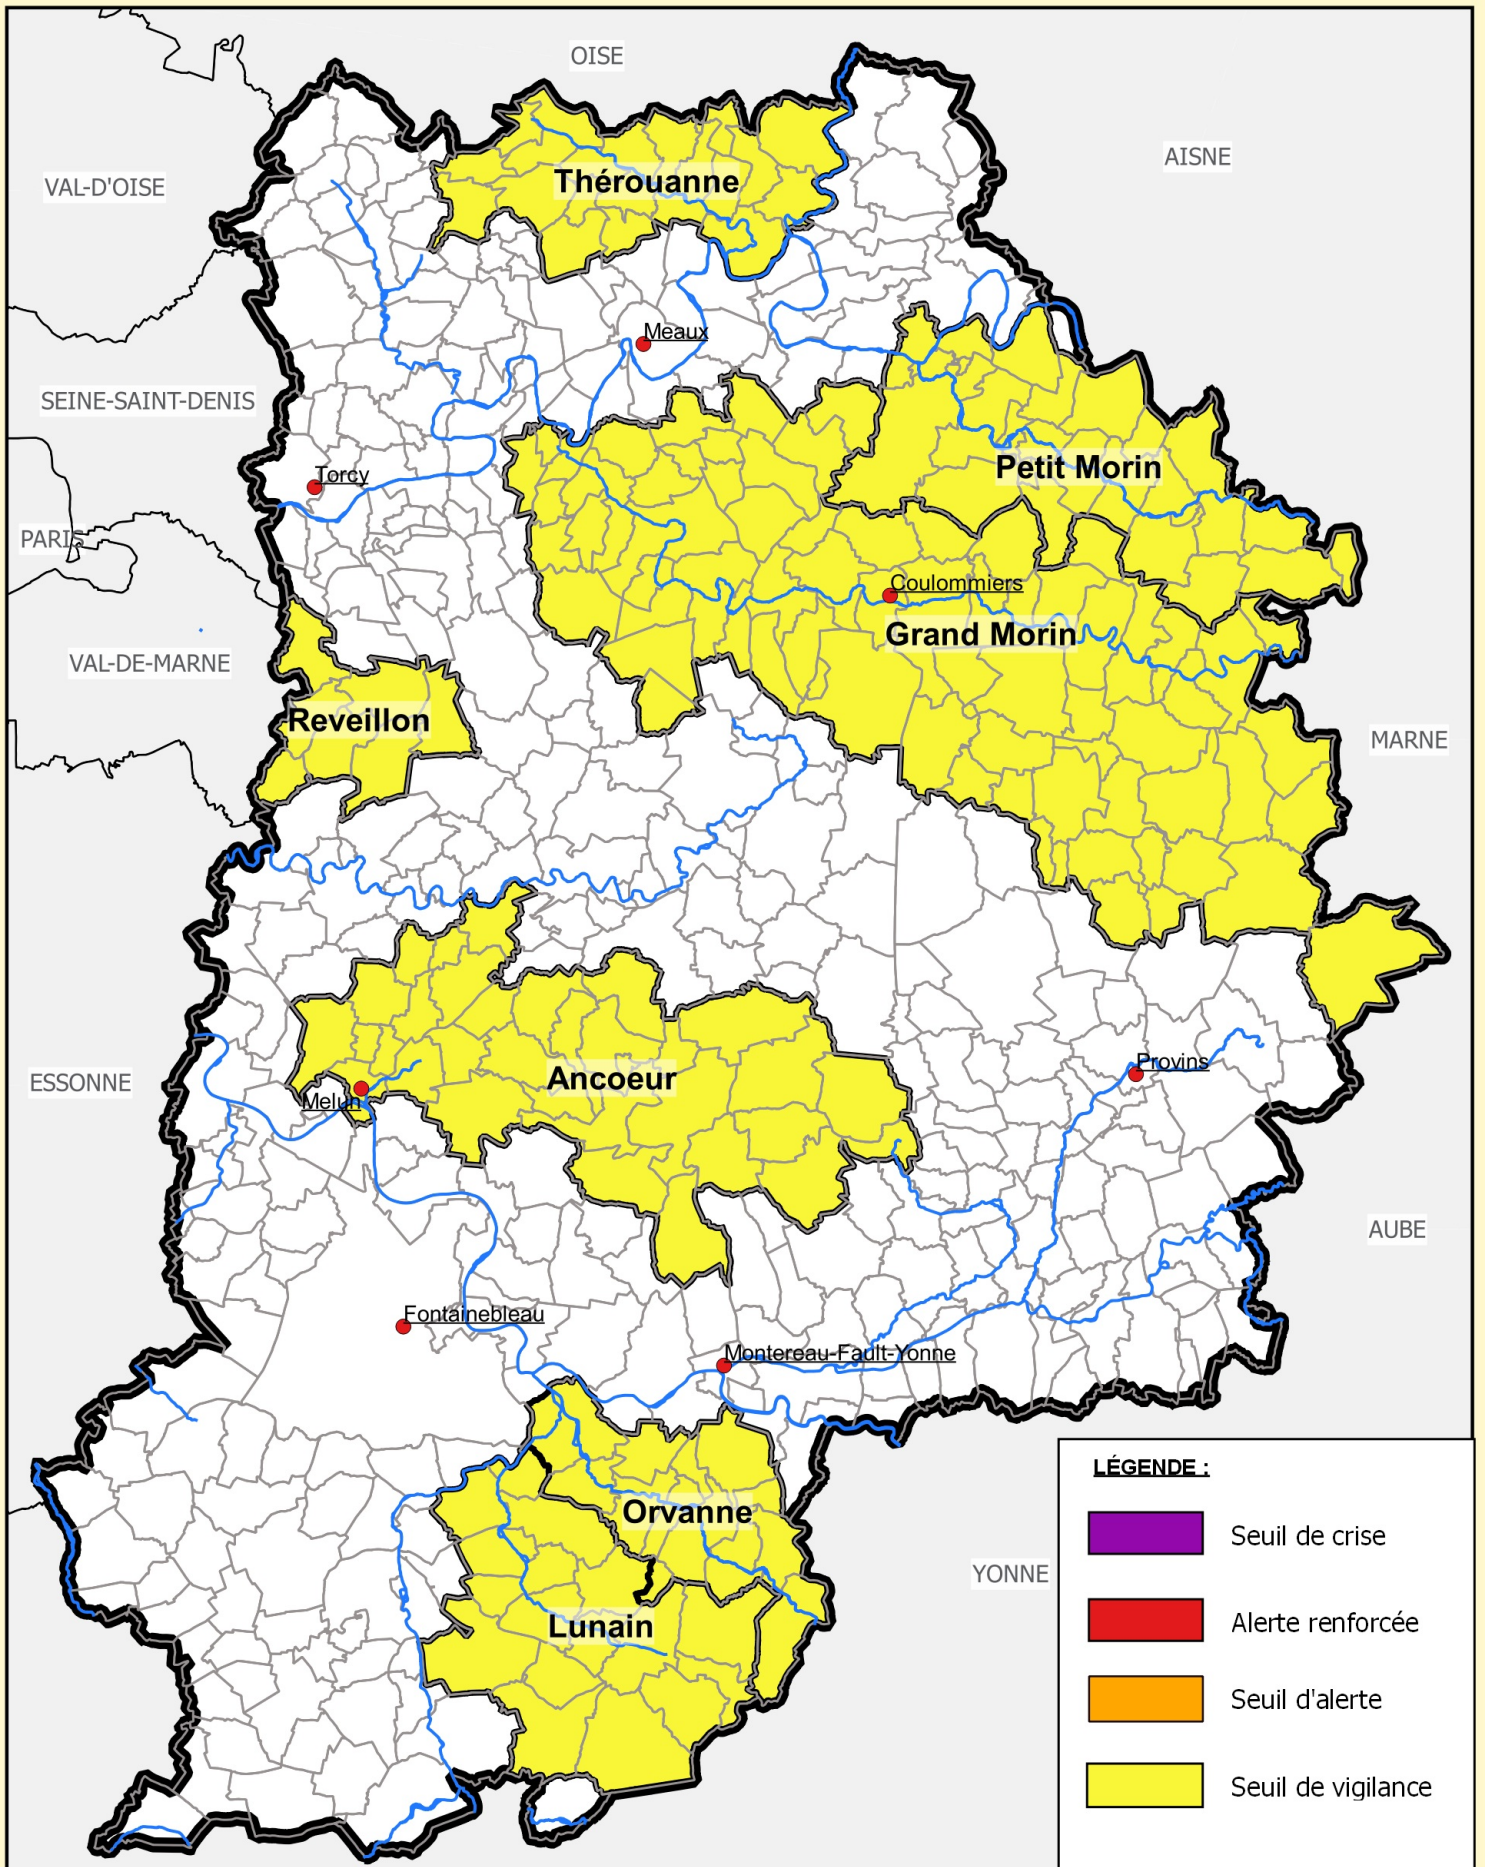 OISE
AISNE
VAL-D'OISE
Thérouanne
Meaux
SEINE-SAINT-DENIS
Petit Morin
Torcy
PARIS
Coulommiers
Grand Morin
VAL-DE-MARNE
Reveillon
MARNE
Provins
ESSONNE
Ancoeur
Melun
AUBE
Fontainebleau
Montereau-Fault-Yonne
LÉGENDE :
Orvanne
Seuil de crise
YONNE
Lunain
Alerte renforcée
Seuil d'alerte
Seuil de vigilance